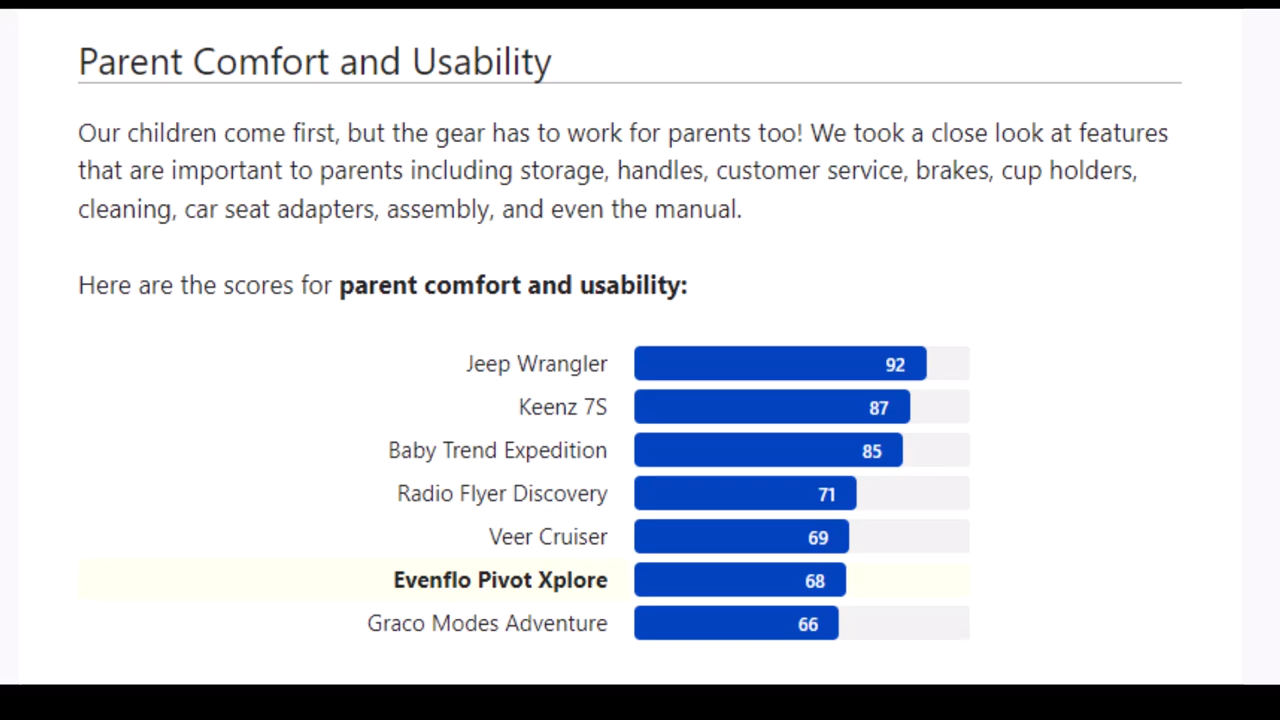 Parent Comfort and Usability
Our children come first, but the gear has to work for parents too! We took a close look at features
that are important to parents including storage, handles, customer service, brakes, cup holders,
cleaning, car seat adapters, assembly, and even the manual.
Here are the scores for parent comfort and usability:
Jeep Wrangler 92
Keenz 7S 87
Baby Trend Expedition 85
Radio Flyer Discovery 71
Veer Cruiser 69
Evenflo Pivot Xplore 68
Graco Modes Adventure 66